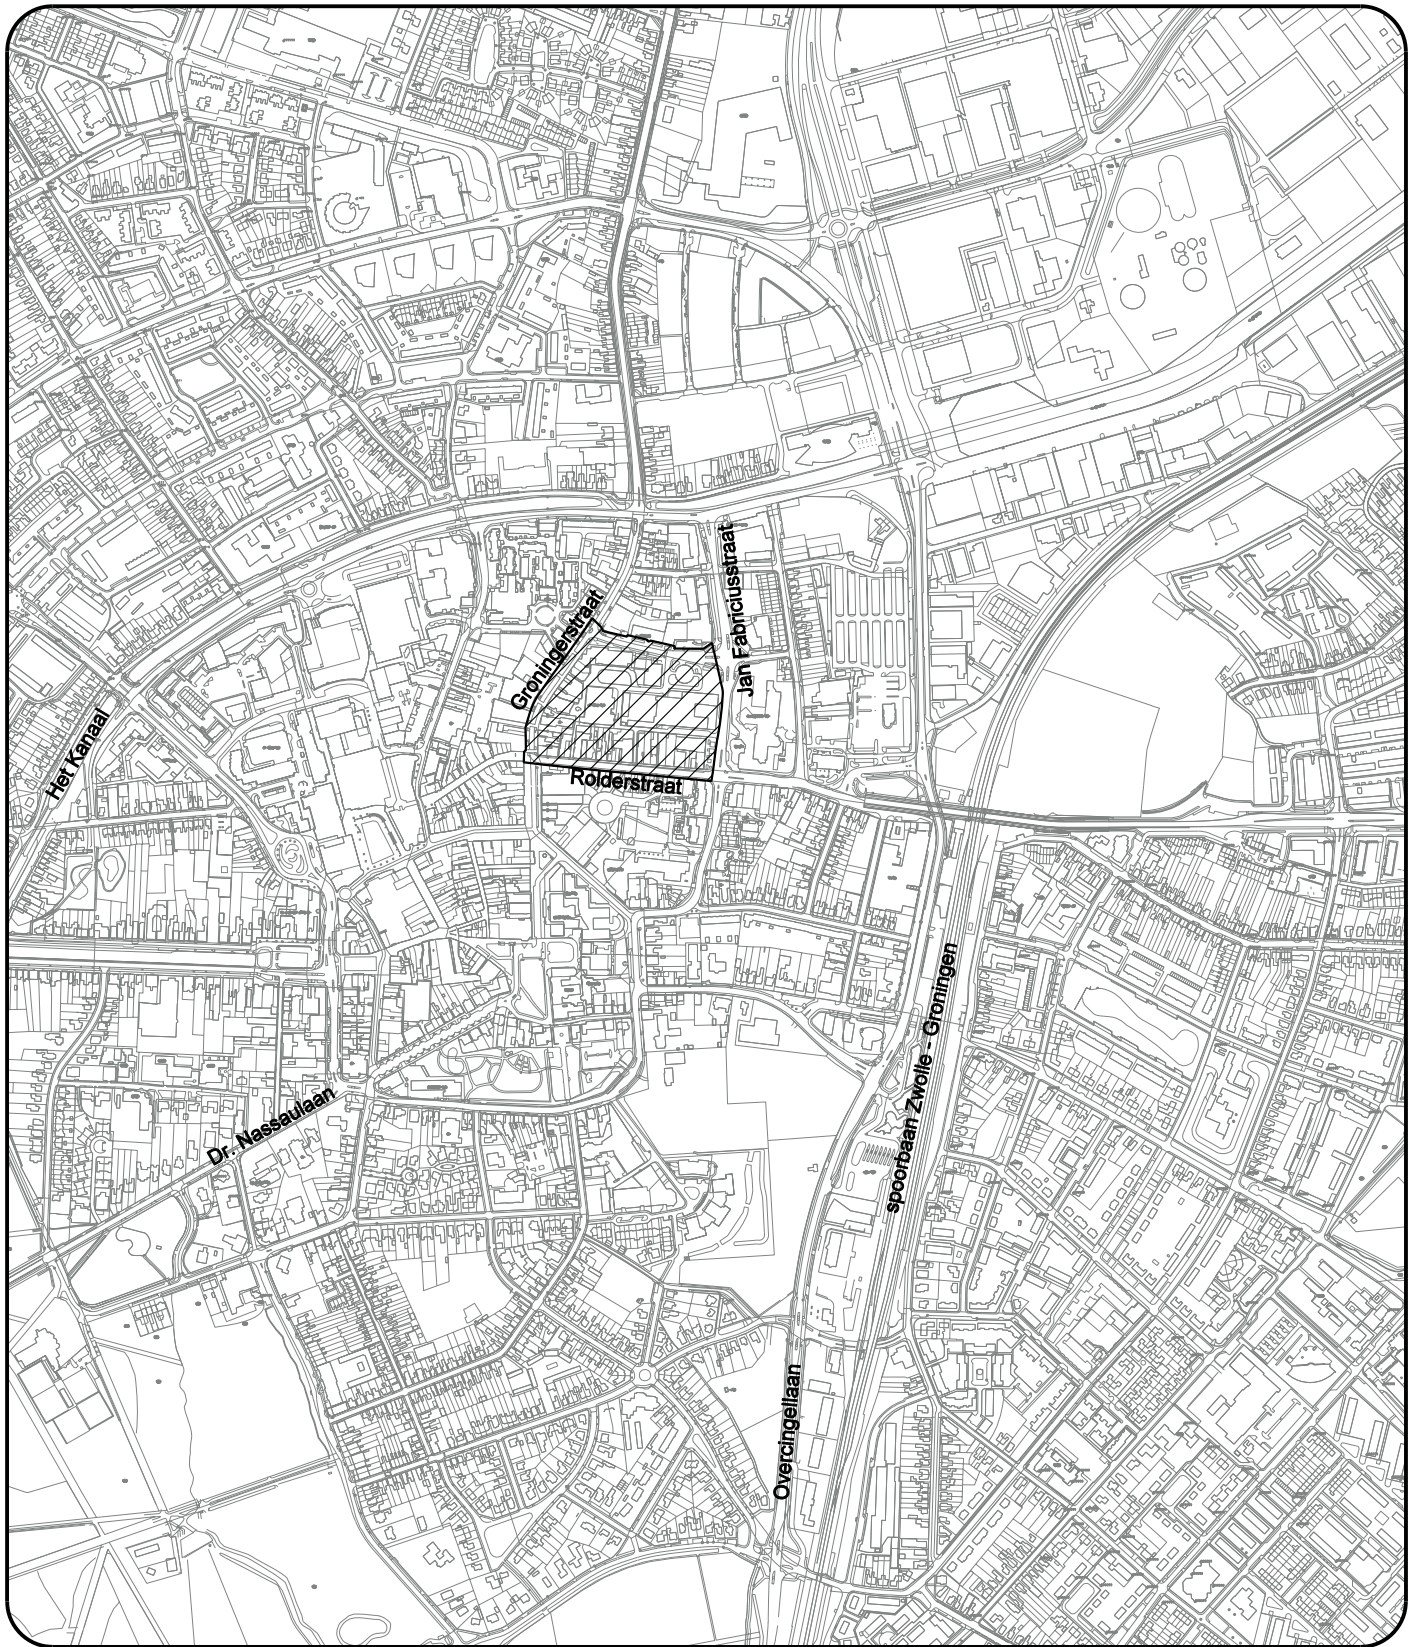 Jan Fabriciusstraat
Groningerstraat
Het Kanaal
Rolderstraat
spoorbaan Zwolle - Groningen
Dr. Nassaulaan
Overcingellaan